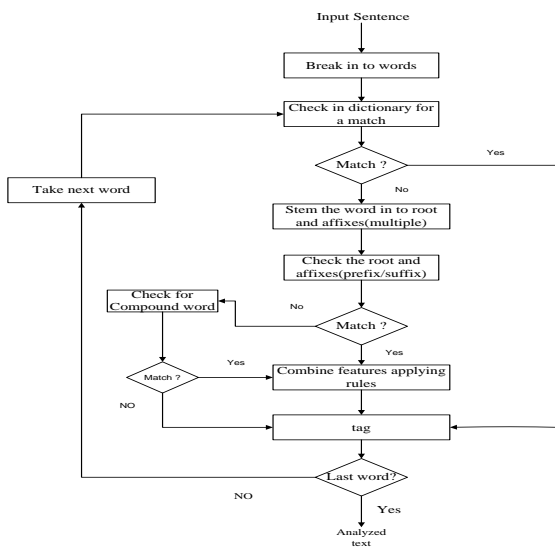 Input Sentence
Break in to words
Check in dictionary for
a match
Match ?
Yes
No
Take next word
Stem the word in to root
and affixes(multiple)
Check the root and
affixes(prefix/suffix)
Check for
Compound word
No
Match ?
Yes
Match ?
Yes
Combine features applying
rules
NO
tag
Last word?
NO
Yes
Analyzed
text